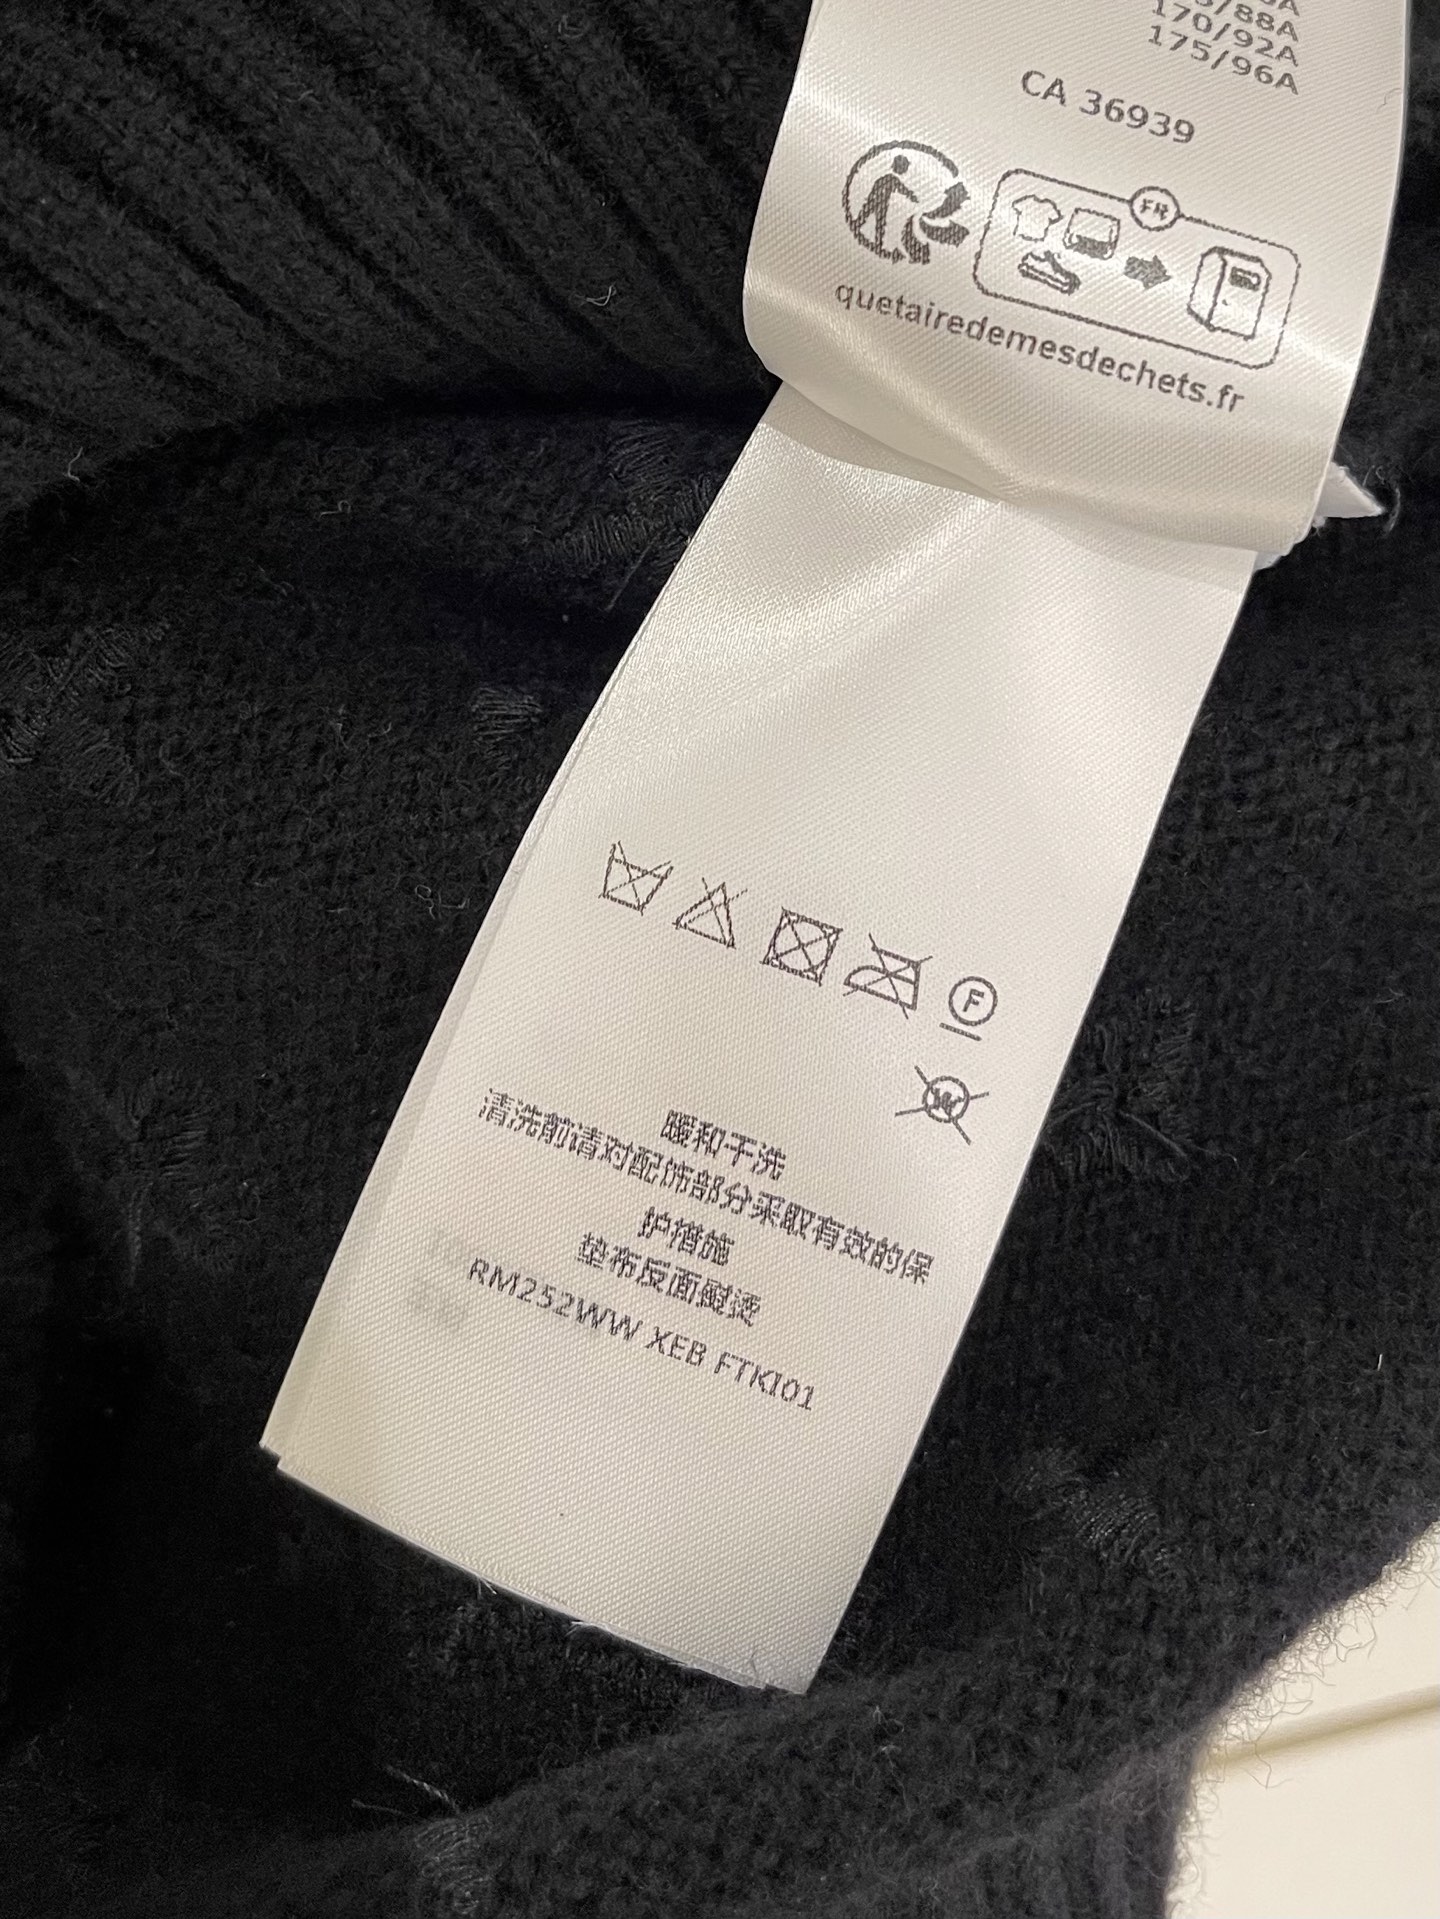 170/92A
175/96A
CA 36939
FR
quetairedemesdechets.fr
F
W
暖和干洗
清洗前请对配饰部分采取有效的保
护措施
垫布反面熨烫
RM252WW XEB FTKI01